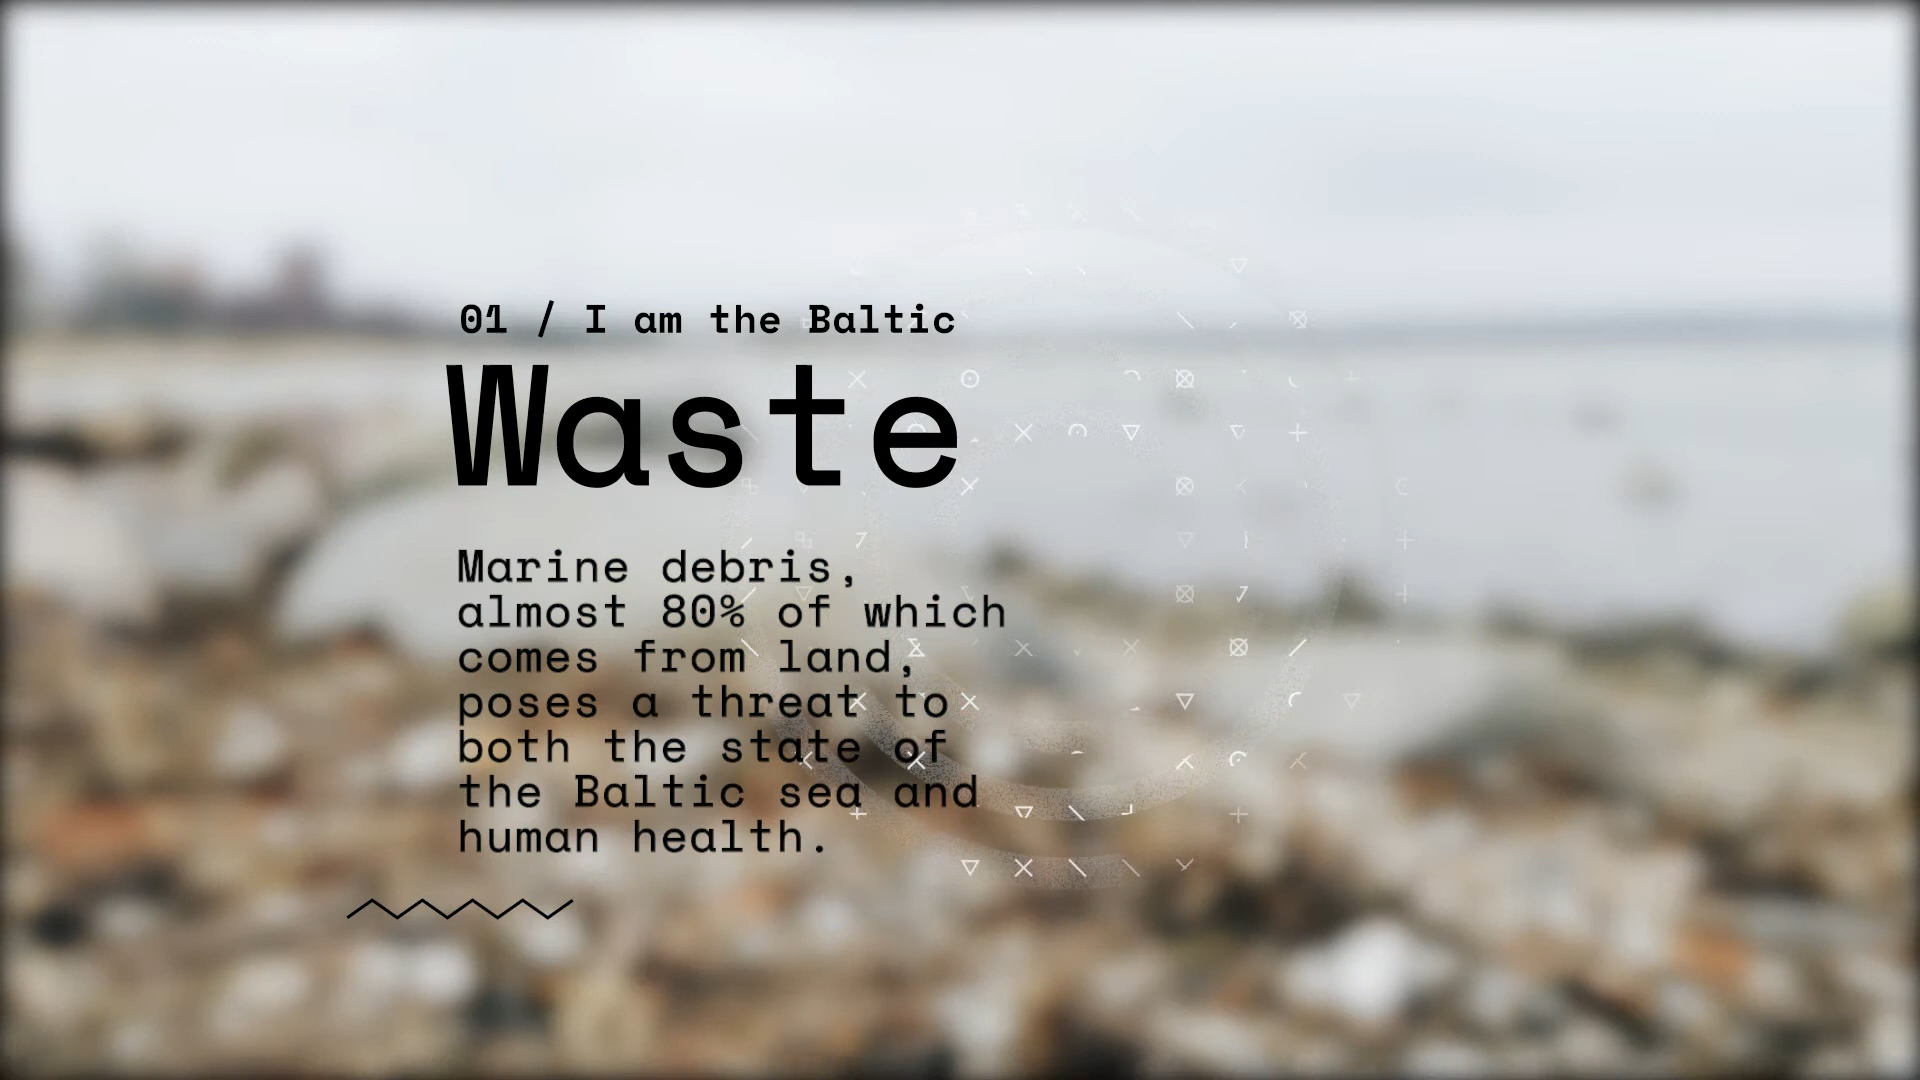 01 / I am the Baltic
Waste
Marine debris,
almost 80% of which
comes from land,
poses a threat to
both the state of
the Baltic sea and
human health.